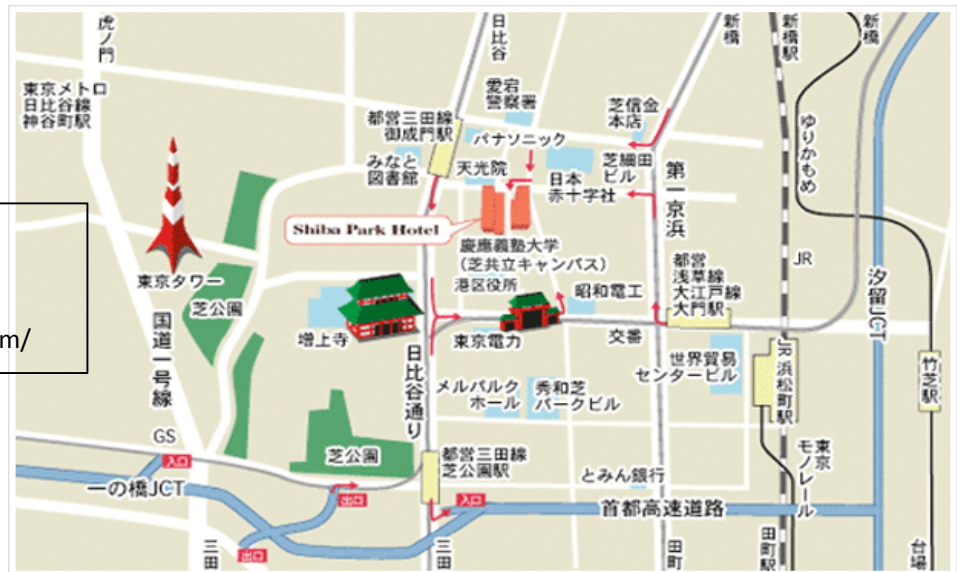 虎ノ門
日比谷
新橋
新橋駅
新橋
東京メトロ
日比谷線
神谷町駅
愛宕
警察署
芝信金
本店
都営三田線
御成門駅
パナソニック
ゆりかもめ
みなと
図書館
天光院
日本
赤十字社
芝細田
ビル
第一京浜
Shiba Park Hotel
慶應義塾大学
(芝共立キャンパス)
港区役所
都営
浅草線
大江戸線
大門駅
JR
汐留JCT
東京タワー
芝公園
昭和電工
m/
国道一号線
増上寺
日比谷通り
東京電力
交番
世界貿易
センタービル
JR浜松町駅
竹芝駅
メルパルク
ホール
秀和芝
パークビル
GS
入口
芝公園
都営三田線
芝公園駅
とみん銀行
東京
モノレール
一の橋JCT
出口
入口
首都高速道路
出口
三田
三田
田町
田町駅
台場